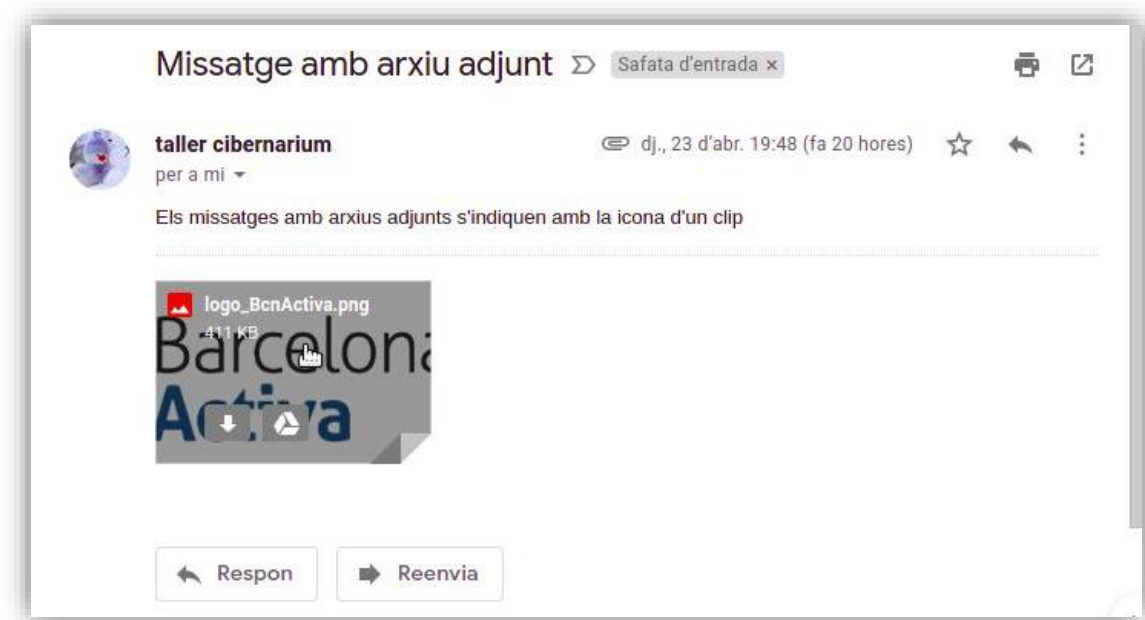 Missatge amb arxiu adjunt Safata d'entrada ×
taller cibernarium dj., 23 d'abr. 19:48 (fa 20 hores)
per a mi
Els missatges amb arxius adjunts s'indiquen amb la icona d'un clip
logo_BcnActiva.png
411 KB
Barcelona
Activa
Respon Reenvia